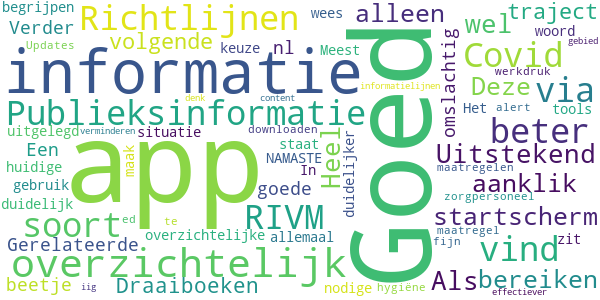 begrijpen
Richtlijnen
alleen
wees
traject
Verder
Updates
volgende
keuze
nl
Meest
wel
woord
gebied
informatie
Goed
omslachtig
Covid
werkdruk
informatielijnen
Deze
via
denk
content
Publieksinformatie
Het
alert
tools
uitgelegd
verminderen
situatie
downloaden
beter
Een
app
maak
staat
Heel
duidelijker
Uitstekend
maatregelen
huidige
NAMASTE
In
gebruik
goede
aanklik
zorgpersoneel
duidelijk
soort
ed
te
RIVM
startscherm
Gerelateerde
overzichtelijke
allemaal
maatregel
fijn
zit
vind
overzichtelijk
Als
bereiken
beetje
iig
Draaiboeken
nodige
hygiëne
effectiever